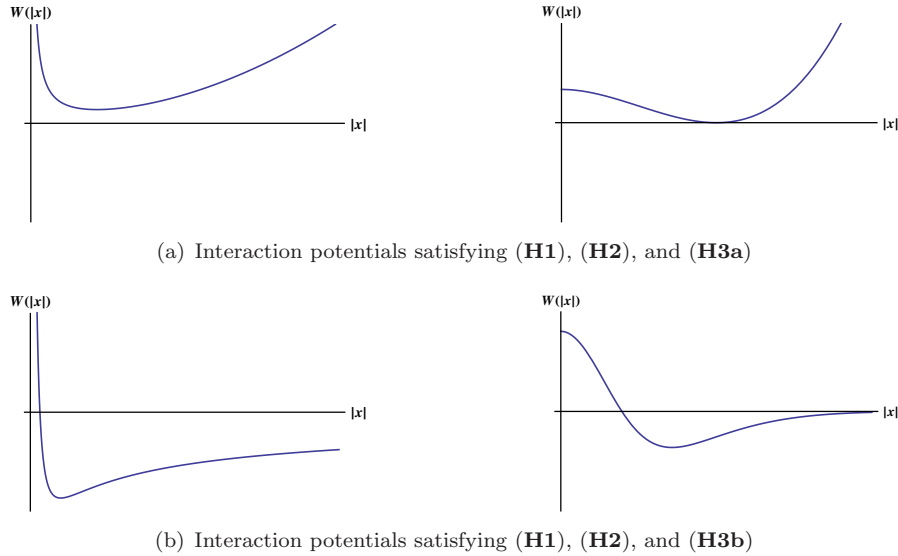 W(|x|)
W(|x|)
|x|
|x|
(a) Interaction potentials satisfying (H1), (H2), and (H3a)
W(|x|)
W(|x|)
|x|
|x|
(b) Interaction potentials satisfying (H1), (H2), and (H3b)